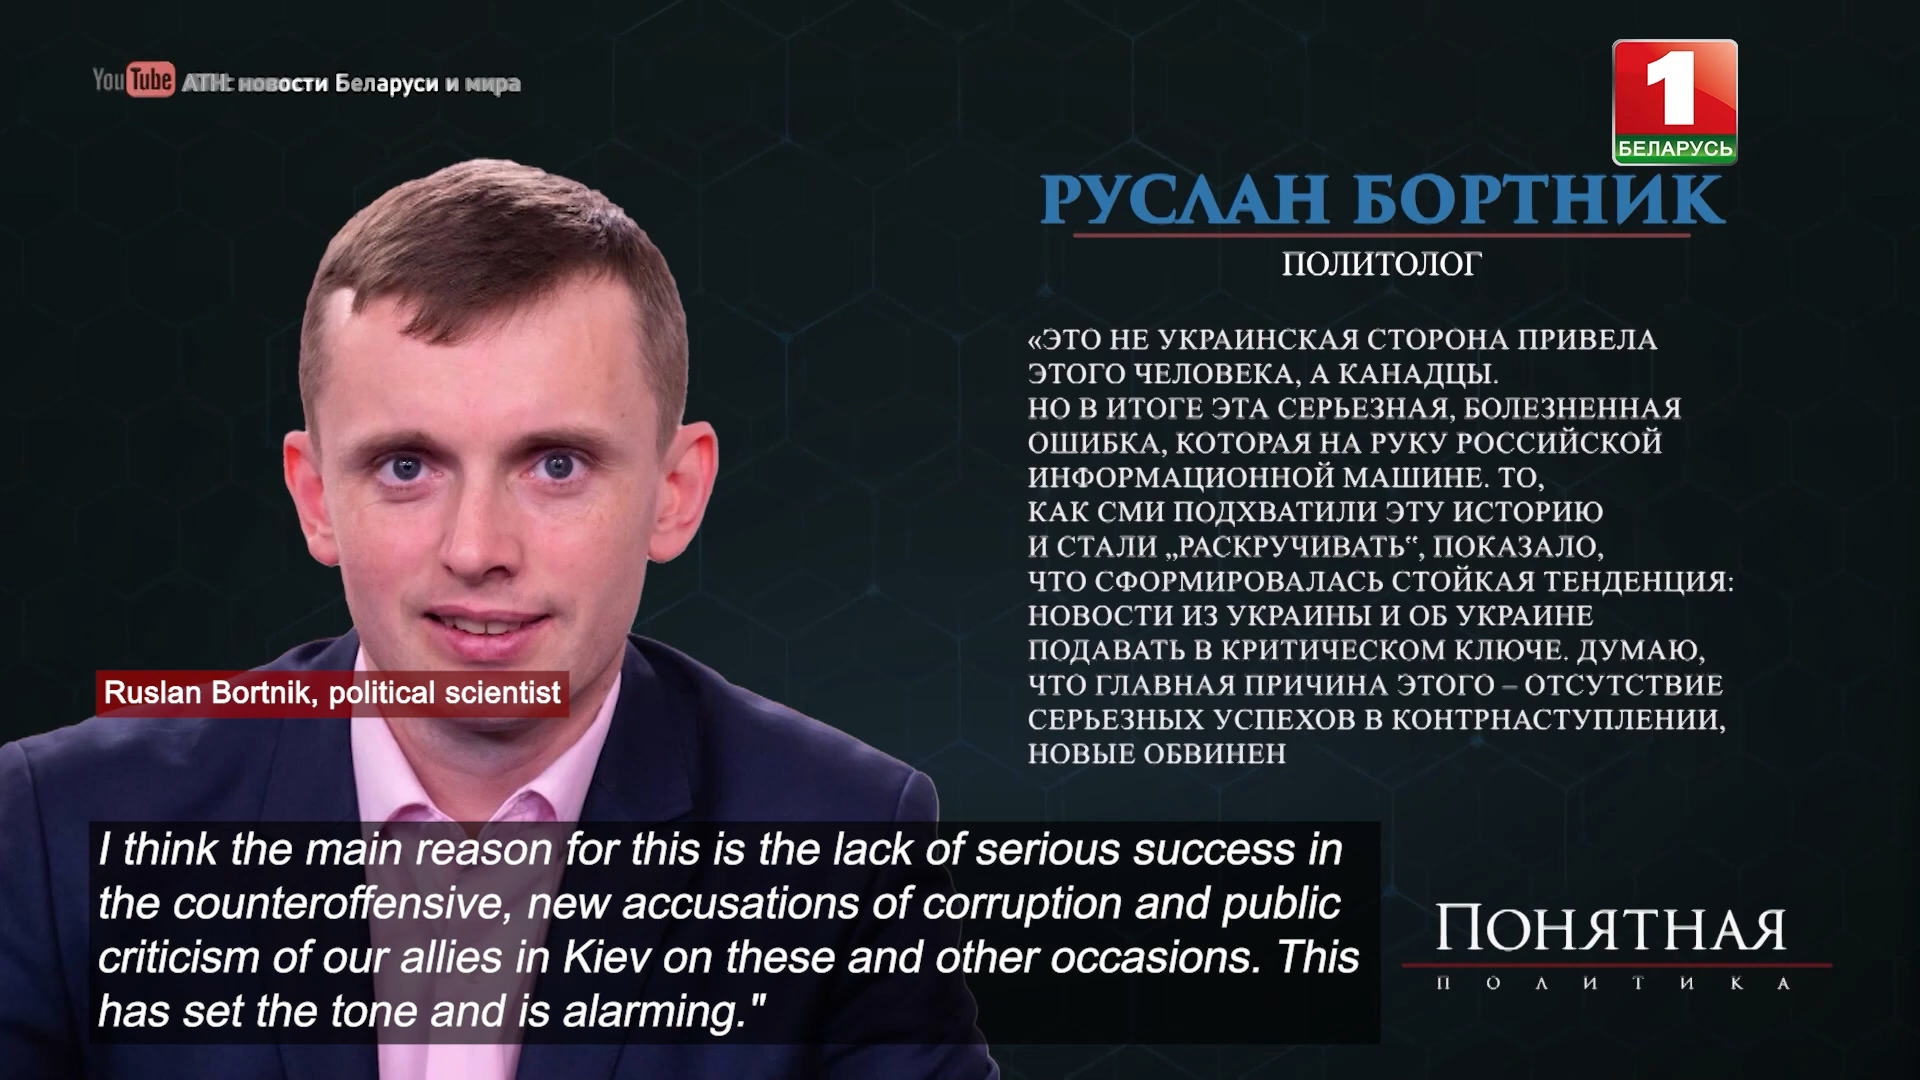 YouTube АТН: новости Беларуси и мира
1
БЕЛАРУСЬ
РУСЛАН БОРТНИК
ПОЛИТОЛОГ
«ЭТО НЕ УКРАИНСКАЯ СТОРОНА ПРИВЕЛА
ЭТОГО ЧЕЛОВЕКА, А КАНАДЦЫ.
НО В ИТОГЕ ЭТА СЕРЬЕЗНАЯ, БОЛЕЗНЕННАЯ
ОШИБКА, КОТОРАЯ НА РУКУ РОССИЙСКОЙ
ИНФОРМАЦИОННОЙ МАШИНЕ. ТО,
КАК СМИ ПОДХВАТИЛИ ЭТУ ИСТОРИЮ
И СТАЛИ „РАСКРУЧИВАТЬ“, ПОКАЗАЛО,
ЧТО СФОРМИРОВАЛАСЬ СТОЙКАЯ ТЕНДЕНЦИЯ:
НОВОСТИ ИЗ УКРАИНЫ И ОБ УКРАИНЕ
ПОДАВАТЬ В КРИТИЧЕСКОМ КЛЮЧЕ. ДУМАЮ,
ЧТО ГЛАВНАЯ ПРИЧИНА ЭТОГО – ОТСУТСТВИЕ
СЕРЬЕЗНЫХ УСПЕХОВ В КОНТРНАСТУПЛЕНИИ,
НОВЫЕ ОБВИНЕН
Ruslan Bortnik, political scientist
I think the main reason for this is the lack of serious success in
the counteroffensive, new accusations of corruption and public
criticism of our allies in Kiev on these and other occasions. This
has set the tone and is alarming."
ПОНЯТНАЯ
ПОЛИТИКА